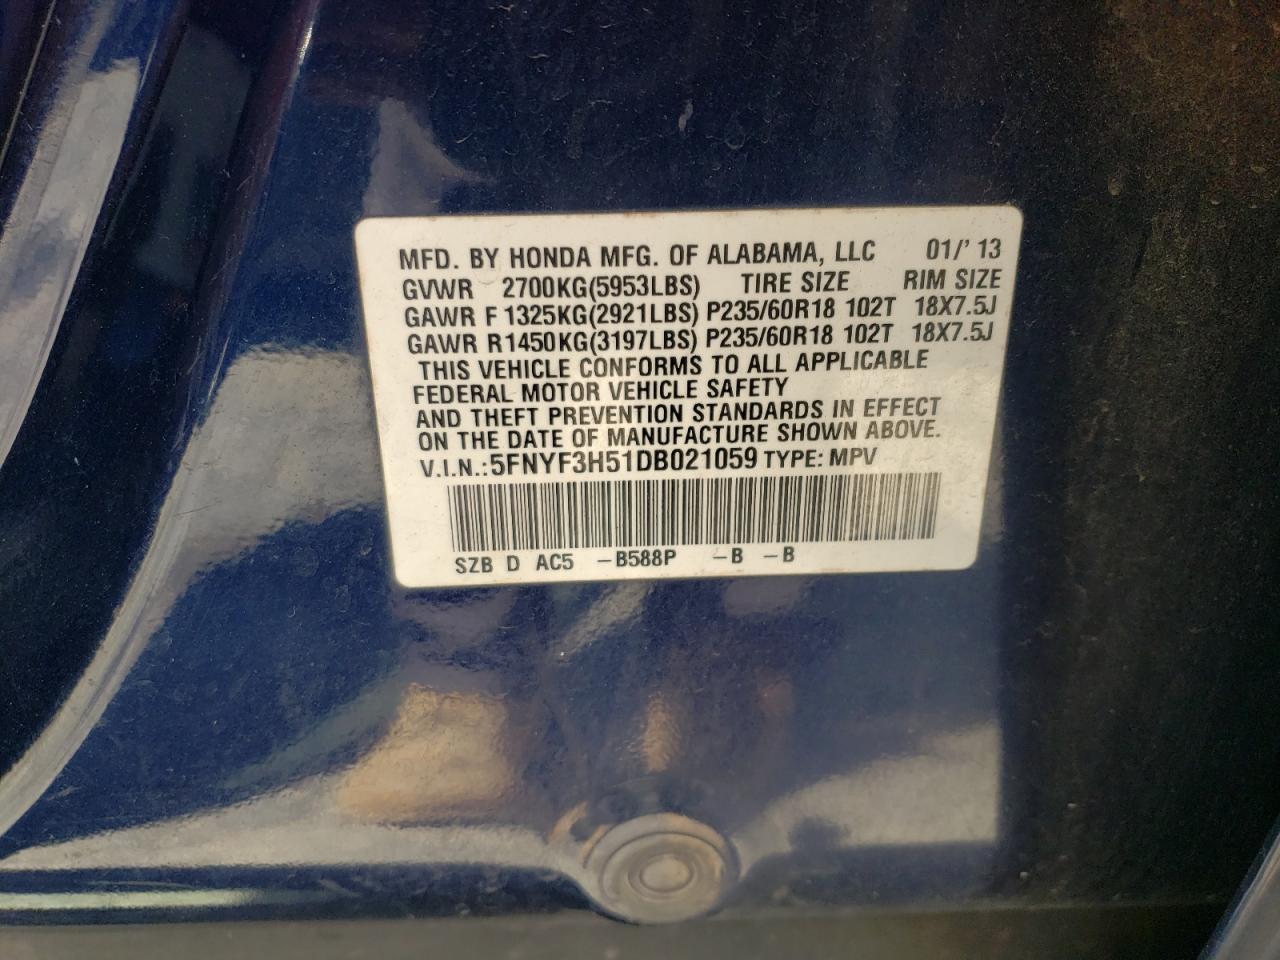 MFD. BY HONDA MFG. OF ALABAMA, LLC 01/' 13
GVWR 2700KG(5953LBS) TIRE SIZE RIM SIZE
GAWR F 1325KG(2921LBS) P235/60R18 102T 18X7.5J
GAWR R1450KG(3197LBS) P235/60R18 102T 18X7.5J
THIS VEHICLE CONFORMS TO ALL APPLICABLE
FEDERAL MOTOR VEHICLE SAFETY
AND THEFT PREVENTION STANDARDS IN EFFECT
ON THE DATE OF MANUFACTURE SHOWN ABOVE.
V.I.N.:5FNYF3H51DB021059 TYPE: MPV
SZB D AC5 -B588P -B -B